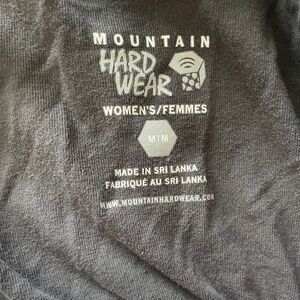 MOUNTAIN
HARD
WEAR
WOMEN'S/FEMMES
M/M
MADE IN SRI LANKA
FABRIQUÉ AU SRI LANKA
WWW.MOUNTAINHARDWEAR.COM